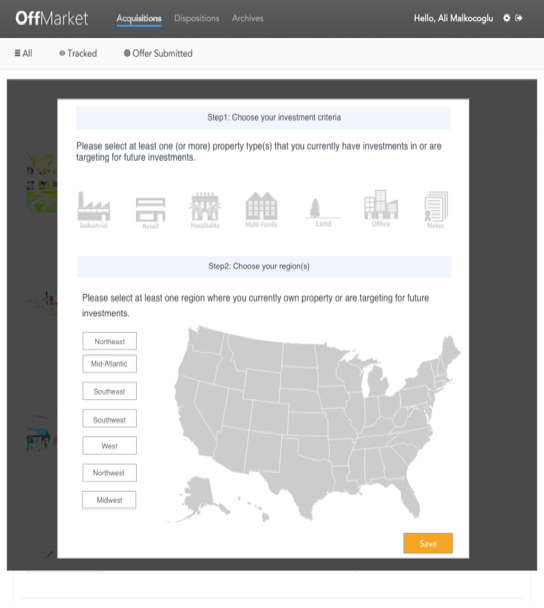 OffMarket Acquisitions Dispositions Archives Hello, Ali Malkocoglu
All Tracked Offer Submitted
Step1: Choose your investment criteria
Please select at least one (or more) property type(s) that you currently have investments in or are
targeting for future investments.
Industrial Retail Hospitality Multi-Family Land Office Notes
Step2: Choose your region(s)
Please select at least one region where you currently own property or are targeting for future
investments.
Northeast
Mid-Atlantic
Southeast
Southwest
West
Northwest
Midwest
Save